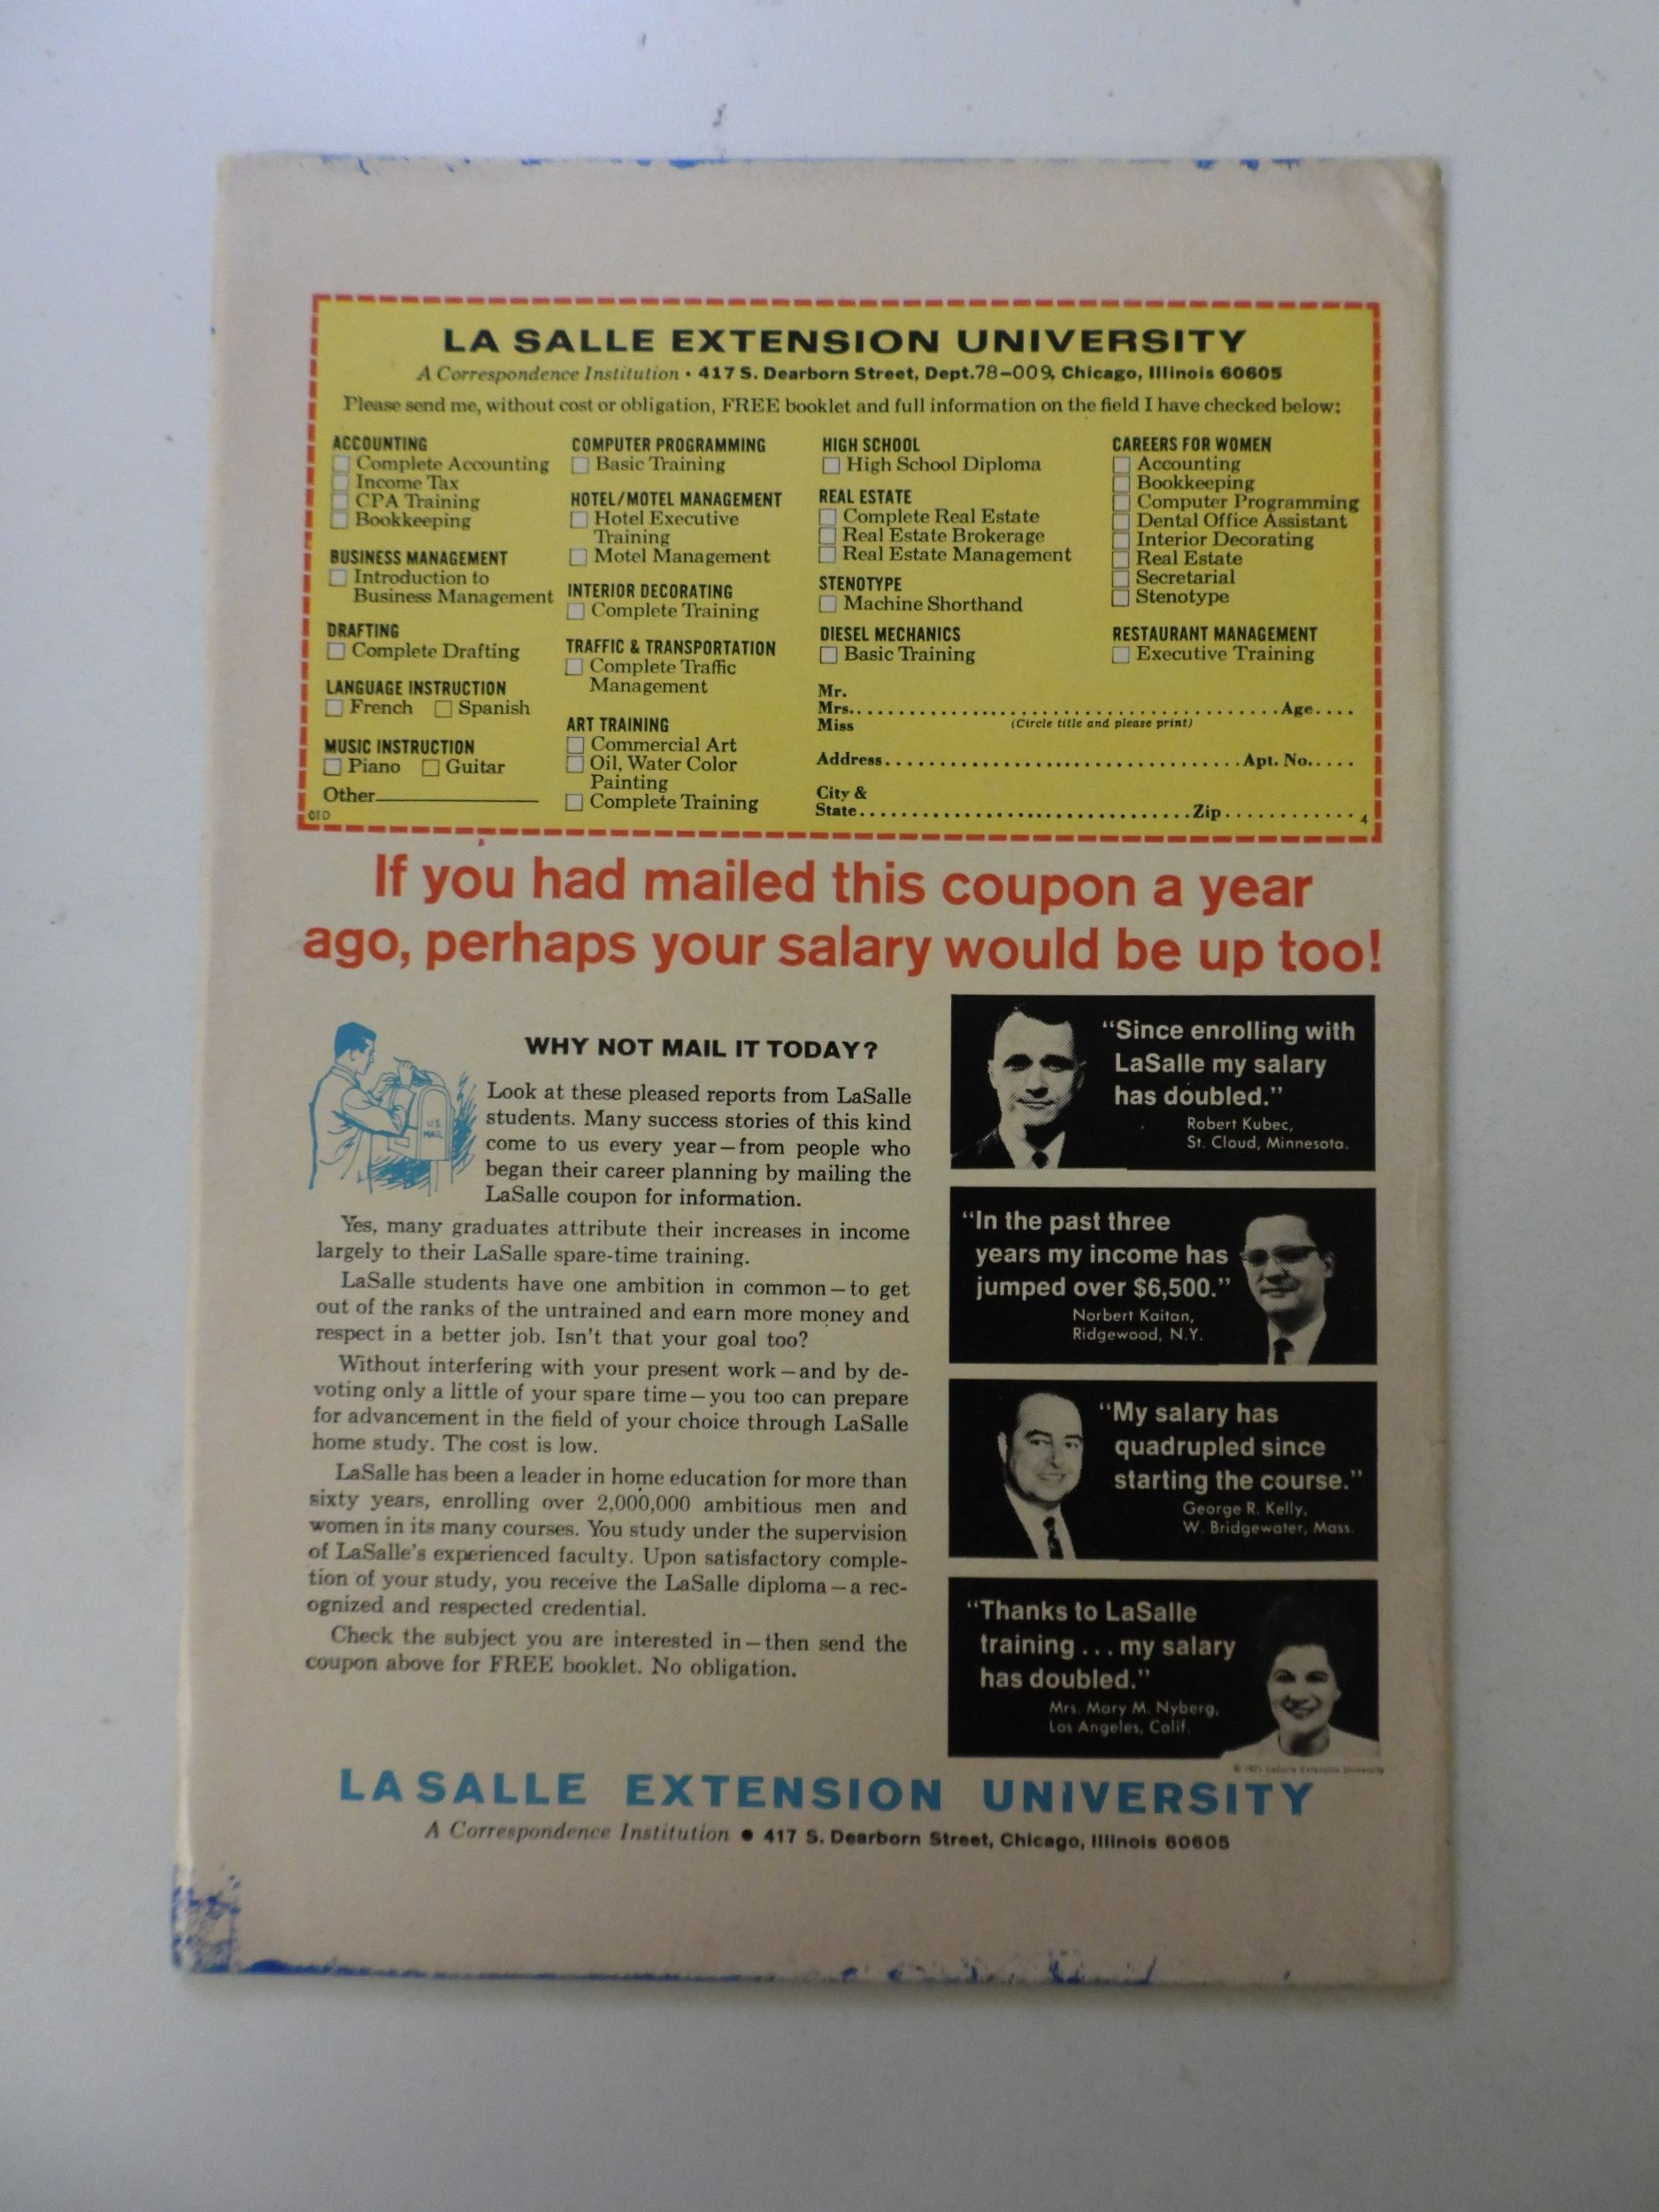 LA SALLE EXTENSION UNIVERSITY
A Correspondence Institution • 417 S. Dearborn Street, Dept.78-009, Chicago, Illinois 60605
Please send me, without cost or obligation, FREE booklet and full information on the field I have checked below:
ACCOUNTING
Complete Accounting
Income Tax
CPA Training
Bookkeeping
BUSINESS MANAGEMENT
Introduction to
Business Management
DRAFTING
Complete Drafting
LANGUAGE INSTRUCTION
French Spanish
MUSIC INSTRUCTION
Piano Guitar
Other
01D
COMPUTER PROGRAMMING
Basic Training
HOTEL/MOTEL MANAGEMENT
Hotel Executive
Training
Motel Management
INTERIOR DECORATING
Complete Training
TRAFFIC & TRANSPORTATION
Complete Traffic
Management
ART TRAINING
Commercial Art
Oil, Water Color
Painting
Complete Training
HIGH SCHOOL
High School Diploma
REAL ESTATE
Complete Real Estate
Real Estate Brokerage
Real Estate Management
STENOTYPE
Machine Shorthand
DIESEL MECHANICS
Basic Training
CAREERS FOR WOMEN
Accounting
Bookkeeping
Computer Programming
Dental Office Assistant
Interior Decorating
Real Estate
Secretarial
Stenotype
RESTAURANT MANAGEMENT
Executive Training
Mr.
Mrs. Age
Miss (Circle title and please print)
Address Apt. No.
City &
State Zip
4
If you had mailed this coupon a year
ago, perhaps your salary would be up too!
U.S.
MAIL
WHY NOT MAIL IT TODAY?
Look at these pleased reports from LaSalle
students. Many success stories of this kind
come to us every year—from people who
began their career planning by mailing the
LaSalle coupon for information.
Yes, many graduates attribute their increases in income
largely to their LaSalle spare-time training.
LaSalle students have one ambition in common—to get
out of the ranks of the untrained and earn more money and
respect in a better job. Isn't that your goal too?
Without interfering with your present work—and by de-
voting only a little of your spare time—you too can prepare
for advancement in the field of your choice through LaSalle
home study. The cost is low.
LaSalle has been a leader in home education for more than
sixty years, enrolling over 2,000,000 ambitious men and
women in its many courses. You study under the supervision
of LaSalle's experienced faculty. Upon satisfactory comple-
tion of your study, you receive the LaSalle diploma—a rec-
ognized and respected credential.
Check the subject you are interested in—then send the
coupon above for FREE booklet. No obligation.
"Since enrolling with
LaSalle my salary
has doubled."
Robert Kubec,
St. Cloud, Minnesota.
"In the past three
years my income has
jumped over $6,500."
Norbert Kaitan,
Ridgewood, N.Y.
"My salary has
quadrupled since
starting the course."
George R. Kelly,
W. Bridgewater, Mass.
"Thanks to LaSalle
training...my salary
has doubled."
Mrs. Mary M. Nyberg,
Los Angeles, Calif.
© 1971 LaSalle Extension University
LASALLE EXTENSION UNIVERSITY
A Correspondence Institution • 417 S. Dearborn Street, Chicago, Illinois 60605